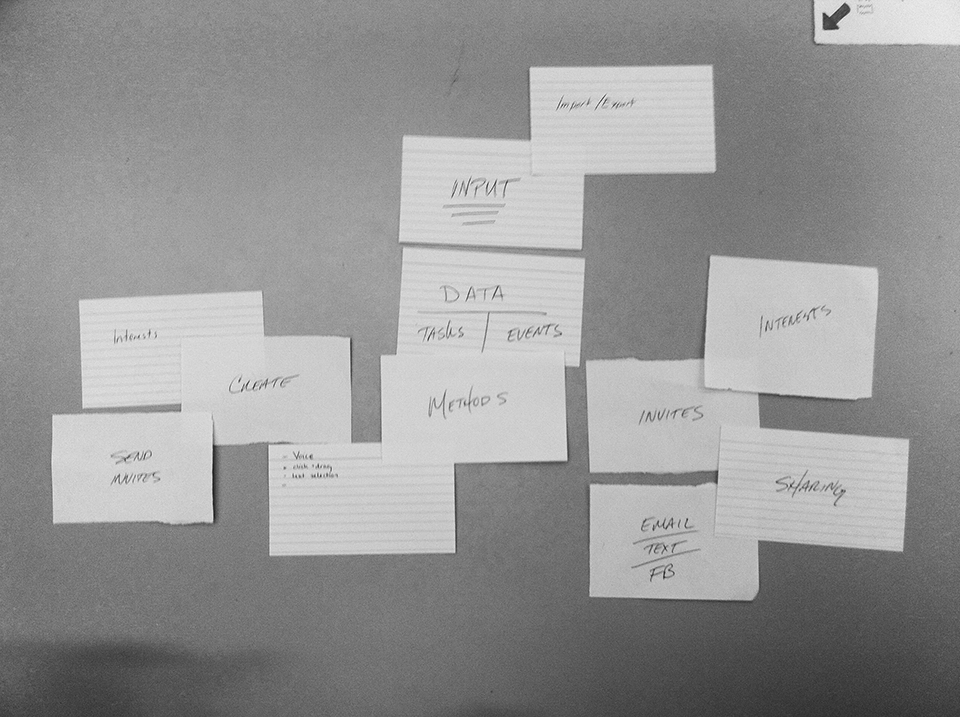 Import/Export
INPUT
DATA
TASKS | EVENTS
METHODS
Interests
CREATE
SEND
INVITES
- Voice
click + drag
text selection
INTERESTS
INVITES
SHARING
EMAIL
TEXT
FB